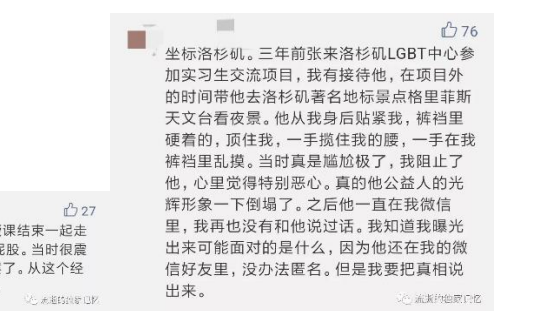 76
坐标洛杉矶。三年前张来洛杉矶LGBT中心参
加实习生交流项目，我有接待他，在项目外
的时间带他去洛杉矶著名地标景点格里菲斯
天文台看夜景。他从我身后贴紧我，裤裆里
硬着的，顶住我，一手揽住我的腰，一手在我
裤裆里乱摸。当时真是尴尬极了，我阻止了
他，心里觉得特别恶心。真的他公益人的光
辉形象一下倒塌了。之后他一直在我微信
里，我再也没有和他说过话。我知道我曝光
出来可能面对的是什么，因为他还在我的微
信好友里，没办法匿名。但是我要把真相说
出来。
27
课结束一起走
屁股。当时很震
了。从这个经